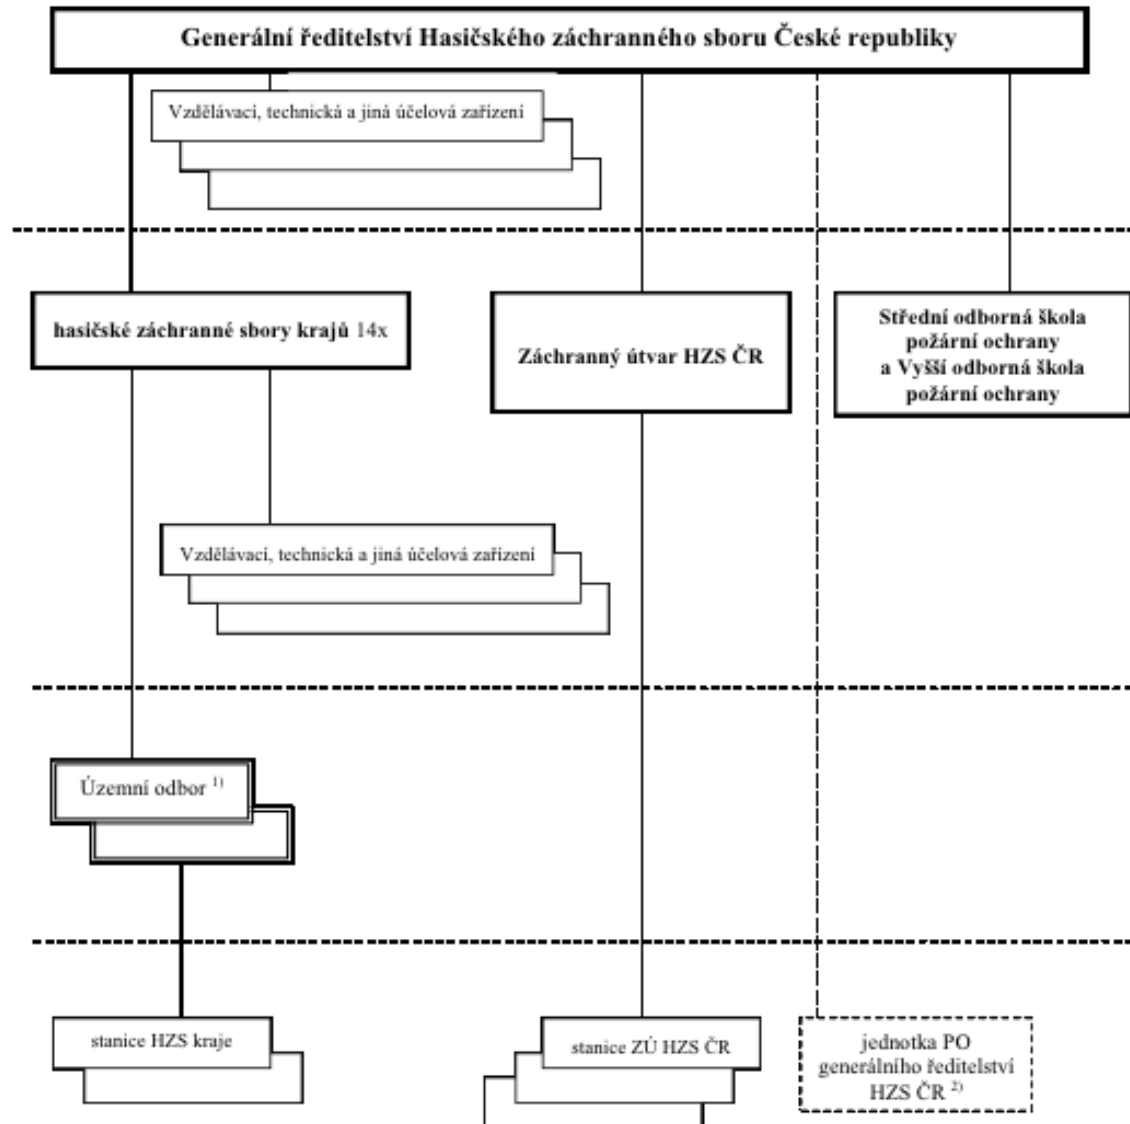 Generální ředitelství Hasičského záchranného sboru České republiky
Vzdělávací, technická a jiná účelová zařízení
hasičské záchranné sbory krajů 14x
Záchranný útvar HZS ČR
Střední odborná škola
požární ochrany
a Vyšší odborná škola
požární ochrany
Vzdělávací, technická a jiná účelová zařízení
Územní odbor 1)
stanice HZS kraje
stanice ZÚ HZS ČR
jednotka PO
generálního ředitelství
HZS ČR 2)